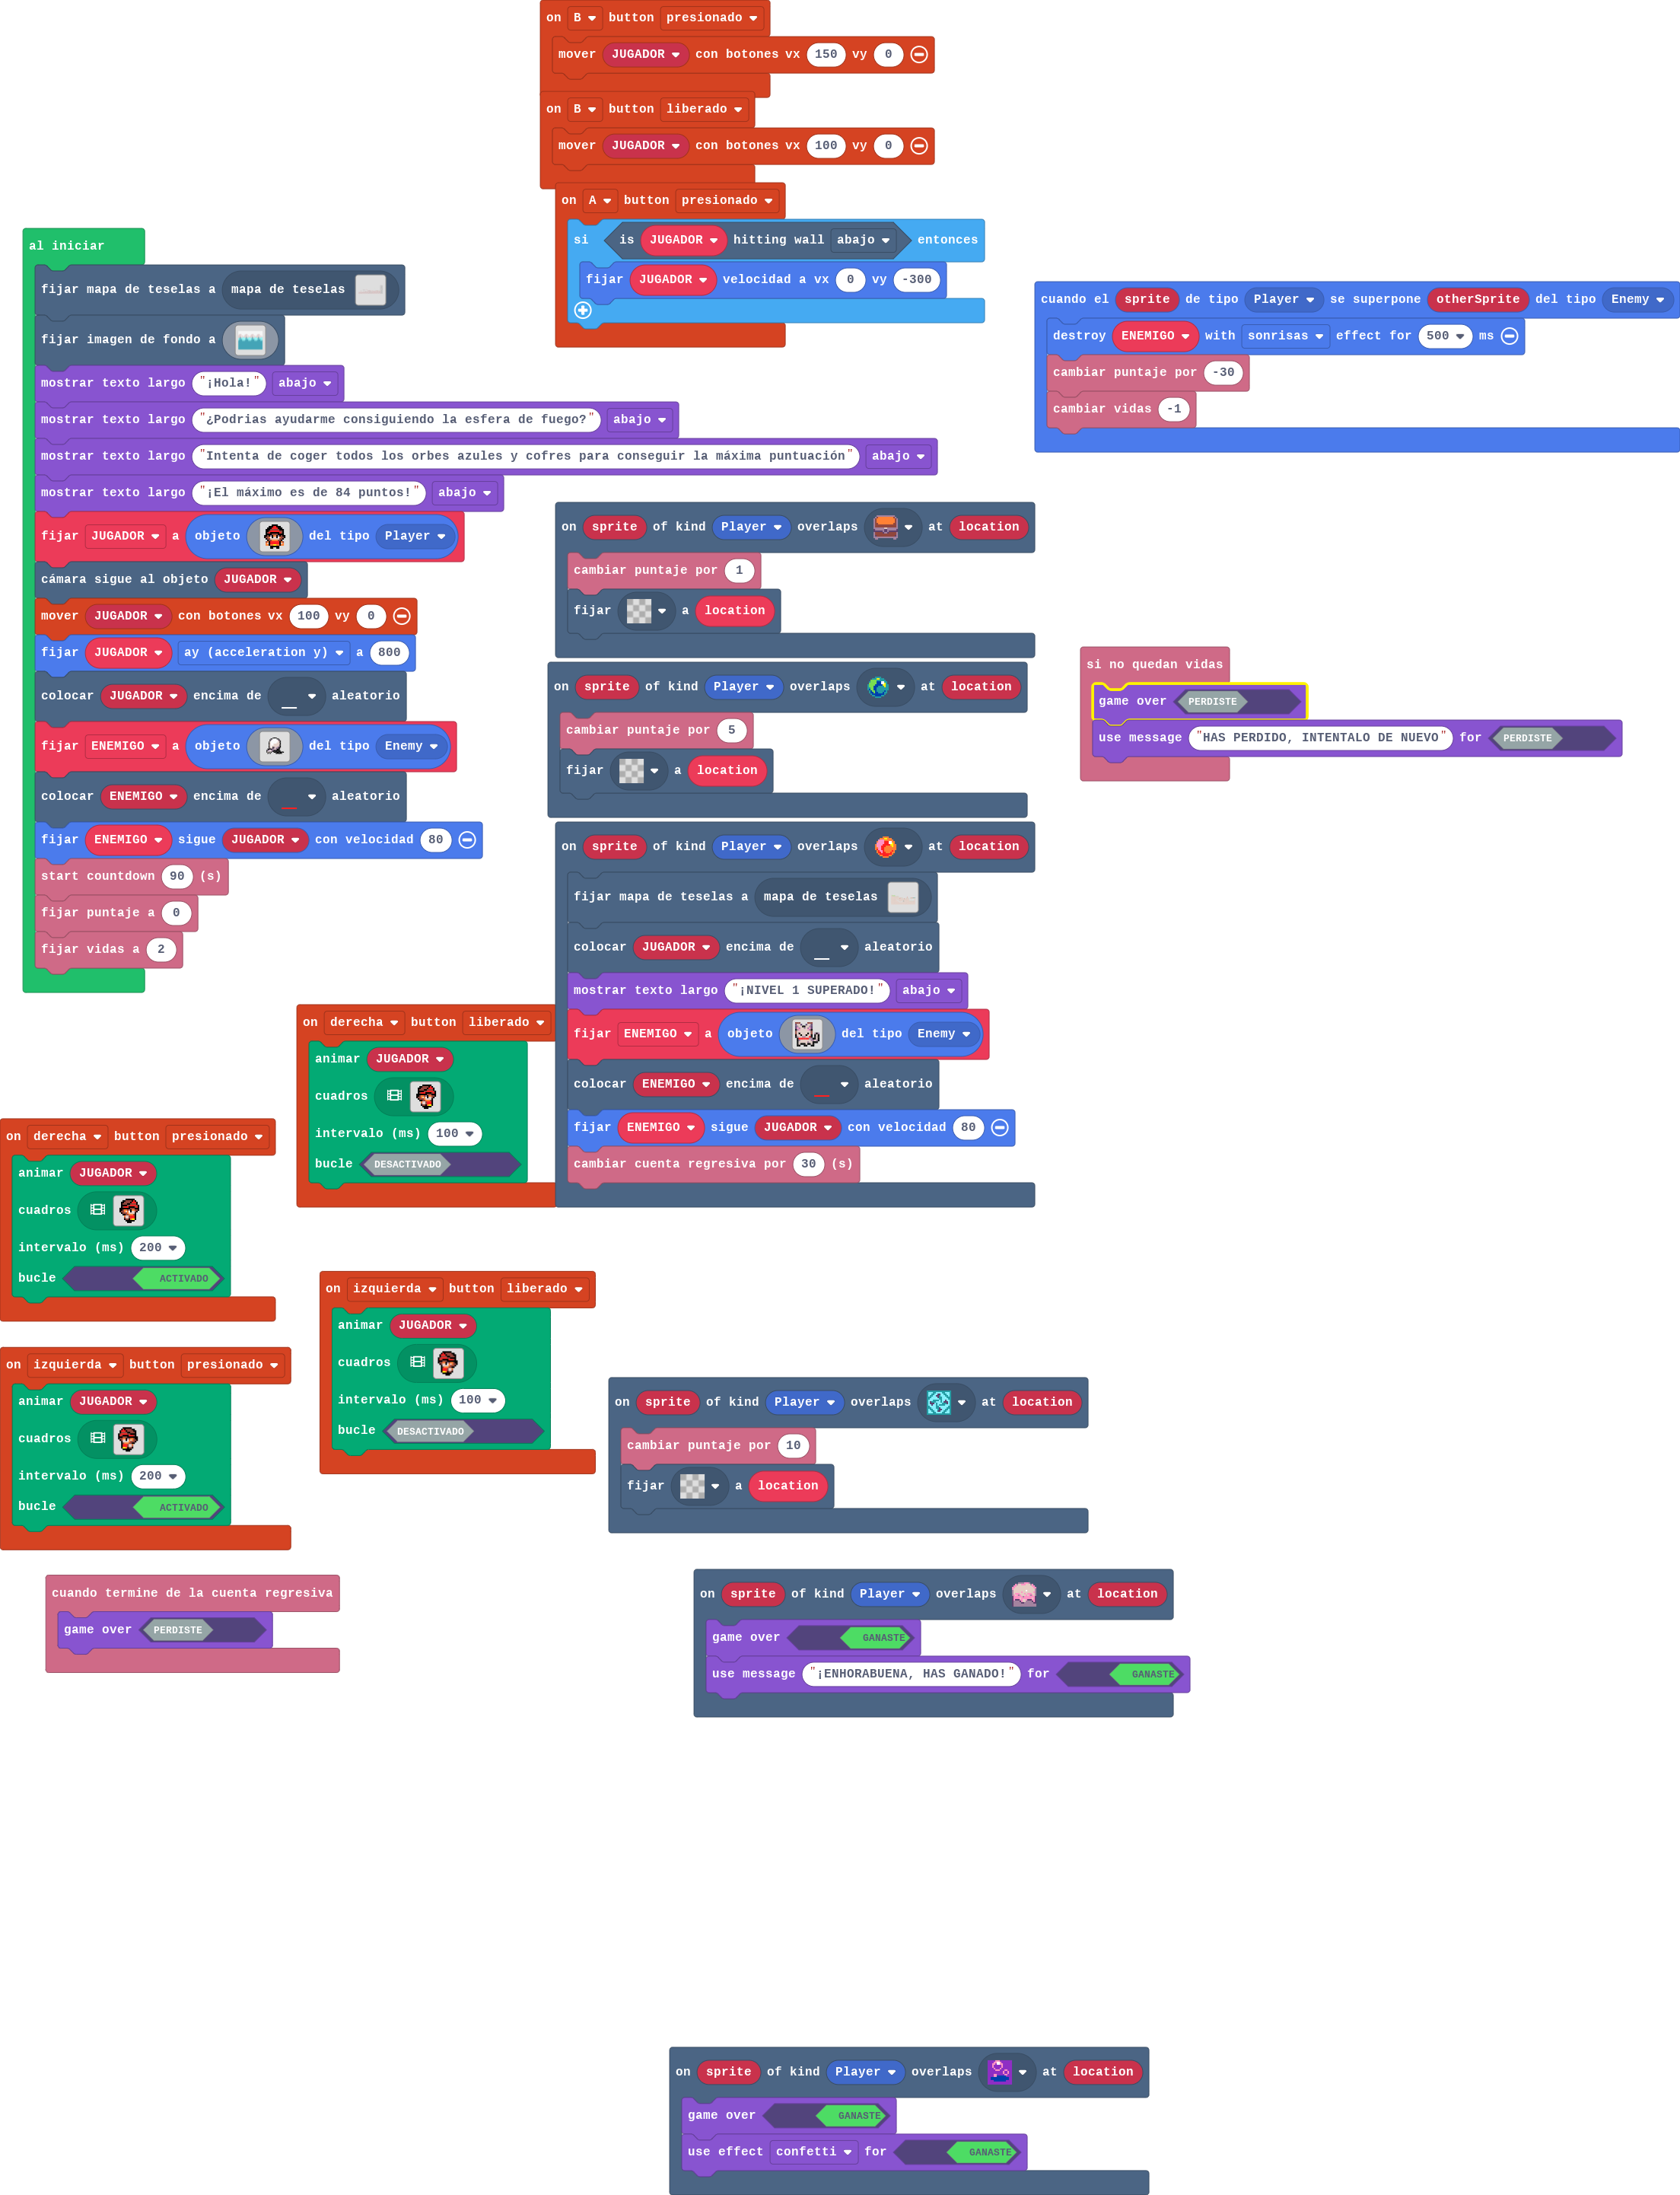 on B button presionado
mover JUGADOR con botones vx 150 vy 0
on B button liberado
mover JUGADOR con botones vx 100 vy 0
on A button presionado
si is JUGADOR hitting wall abajo entonces
fijar JUGADOR velocidad a vx 0 vy -300
al iniciar
fijar mapa de teselas a mapa de teselas
fijar imagen de fondo a
mostrar texto largo "¡Hola!" abajo
mostrar texto largo "¿Podrias ayudarme consiguiendo la esfera de fuego?" abajo
mostrar texto largo "Intenta de coger todos los orbes azules y cofres para conseguir la máxima puntuación" abajo
mostrar texto largo "¡El máximo es de 84 puntos!" abajo
fijar JUGADOR a objeto del tipo Player
cámara sigue al objeto JUGADOR
mover JUGADOR con botones vx 100 vy 0
fijar JUGADOR ay (acceleration y) a 800
colocar JUGADOR encima de aleatorio
fijar ENEMIGO a objeto del tipo Enemy
colocar ENEMIGO encima de aleatorio
fijar ENEMIGO sigue JUGADOR con velocidad 80
start countdown 90 (s)
fijar puntaje a 0
fijar vidas a 2
cuando el sprite de tipo Player se superpone otherSprite del tipo Enemy
destroy ENEMIGO with sonrisas effect for 500 ms
cambiar puntaje por -30
cambiar vidas -1
on sprite of kind Player overlaps at location
cambiar puntaje por 1
fijar a location
on sprite of kind Player overlaps at location
cambiar puntaje por 5
fijar a location
si no quedan vidas
game over PERDISTE
use message "HAS PERDIDO, INTENTALO DE NUEVO" for PERDISTE
on sprite of kind Player overlaps at location
fijar mapa de teselas a mapa de teselas
colocar JUGADOR encima de aleatorio
mostrar texto largo "¡NIVEL 1 SUPERADO!" abajo
fijar ENEMIGO a objeto del tipo Enemy
colocar ENEMIGO encima de aleatorio
fijar ENEMIGO sigue JUGADOR con velocidad 80
cambiar cuenta regresiva por 30 (s)
on derecha button liberado
animar JUGADOR
cuadros
intervalo (ms) 100
bucle DESACTIVADO
on derecha button presionado
animar JUGADOR
cuadros
intervalo (ms) 200
bucle ACTIVADO
on izquierda button liberado
animar JUGADOR
cuadros
intervalo (ms) 100
bucle DESACTIVADO
on izquierda button presionado
animar JUGADOR
cuadros
intervalo (ms) 200
bucle ACTIVADO
on sprite of kind Player overlaps at location
cambiar puntaje por 10
fijar a location
cuando termine de la cuenta regresiva
game over PERDISTE
on sprite of kind Player overlaps at location
game over GANASTE
use message "¡ENHORABUENA, HAS GANADO!" for GANASTE
on sprite of kind Player overlaps at location
game over GANASTE
use effect confetti for GANASTE